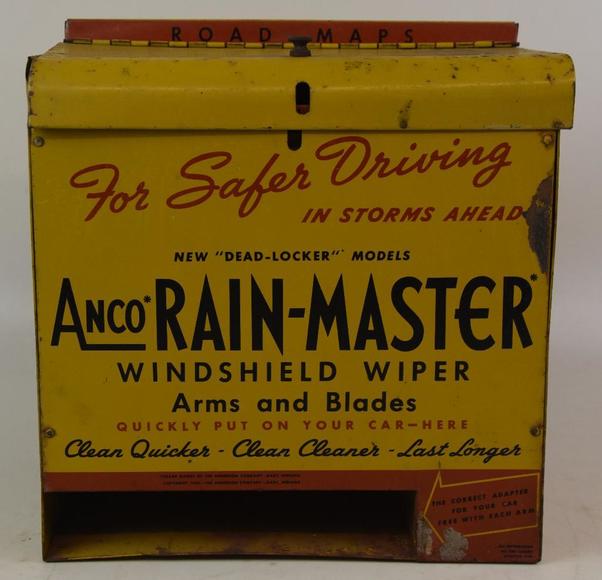 ROAD MAPS
For Safer Driving
IN STORMS AHEAD
NEW "DEAD-LOCKER" MODELS
ANCO* RAIN-MASTER*
WINDSHIELD WIPER
Arms and Blades
QUICKLY PUT ON YOUR CAR—HERE
Clean Quicker - Clean Cleaner - Last Longer
THE CORRECT ADAPTER
FOR YOUR CAR
FREE WITH EACH ARM